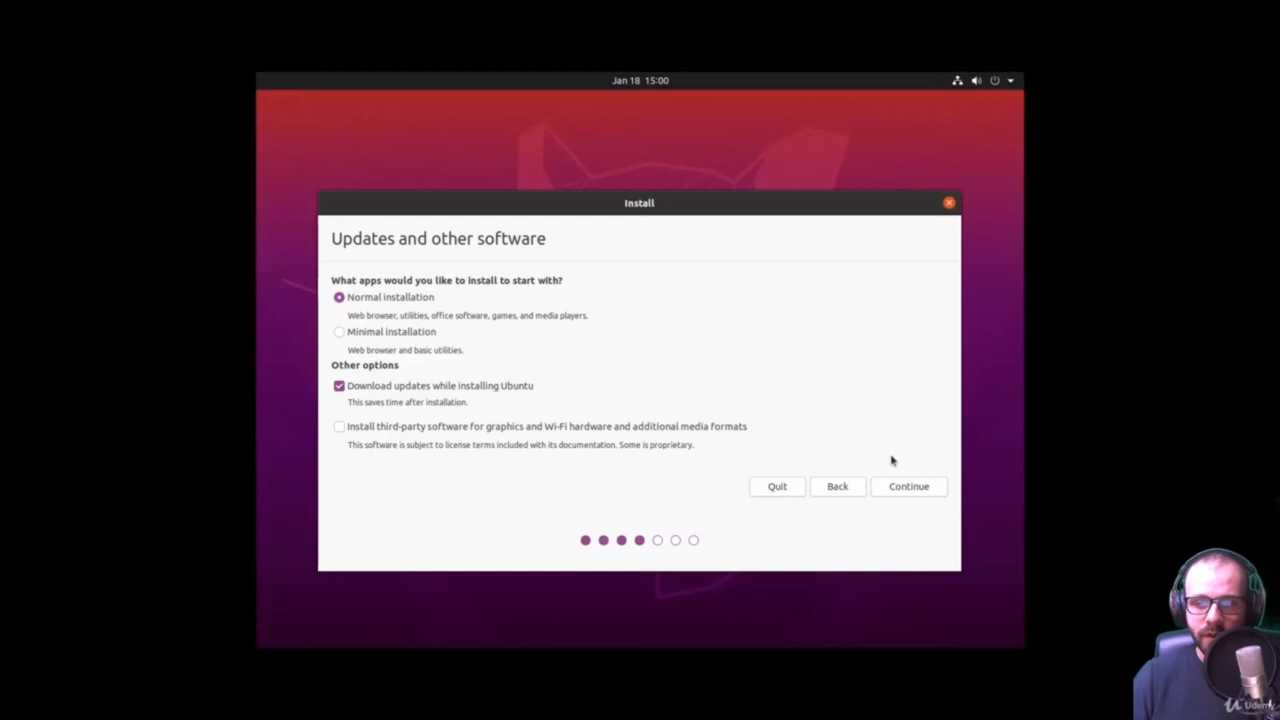 Jan 18 15:00
Install
Updates and other software
What apps would you like to install to start with?
Normal installation
Web browser, utilities, office software, games, and media players.
Minimal installation
Web browser and basic utilities.
Other options
Download updates while installing Ubuntu
This saves time after installation.
Install third-party software for graphics and Wi-Fi hardware and additional media formats
This software is subject to license terms included with its documentation. Some is proprietary.
Quit Back Continue
Udemy